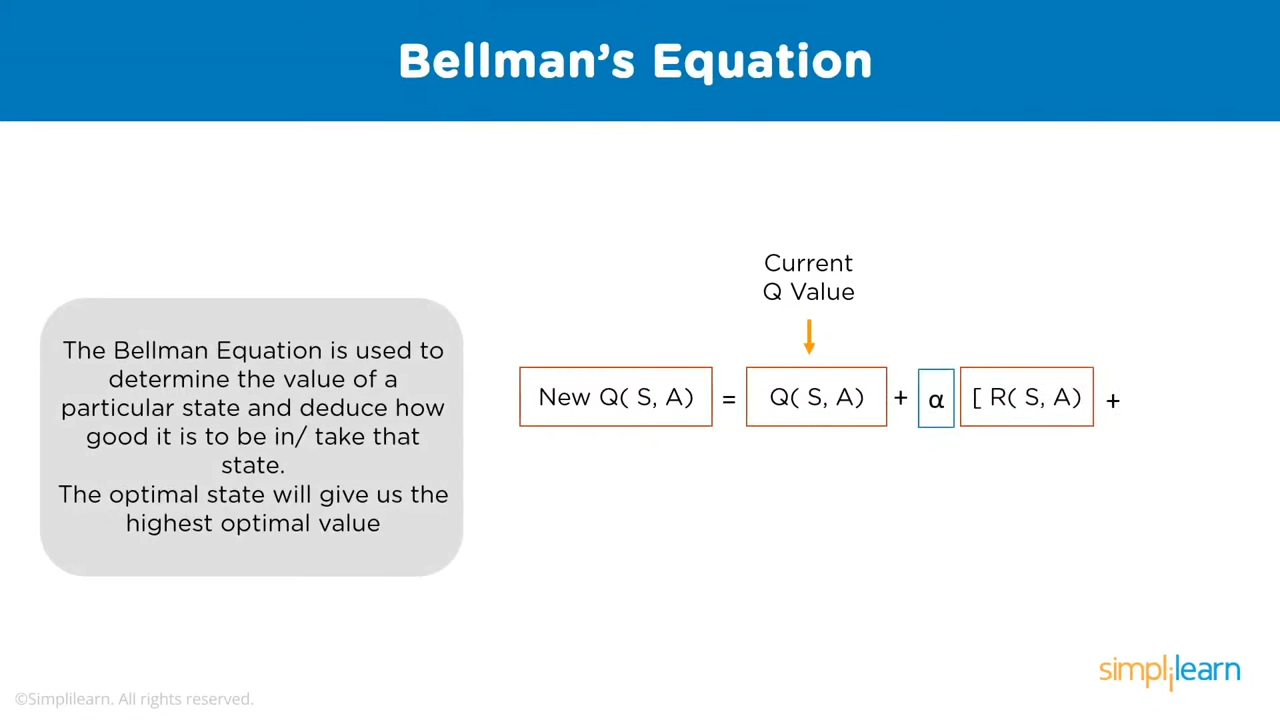 Bellman's Equation
The Bellman Equation is used to
determine the value of a
particular state and deduce how
good it is to be in/ take that
state.
The optimal state will give us the
highest optimal value
Current
Q Value
New Q( S, A) = Q( S, A) + α [ R( S, A) +
simplilearn
©Simplilearn. All rights reserved.